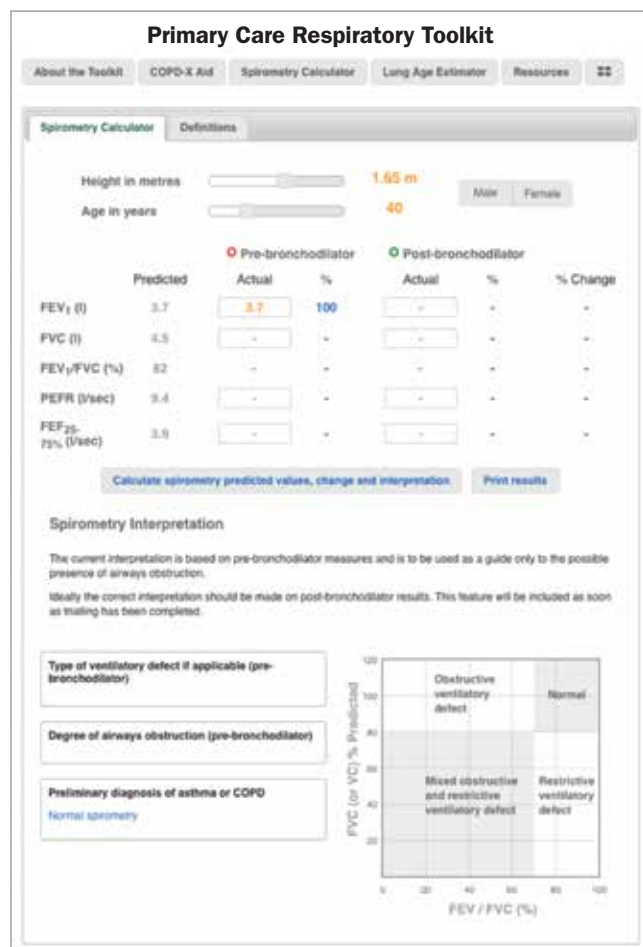 Primary Care Respiratory Toolkit
About the Toolkit COPD-X Aid Spirometry Calculator Lung Age Estimator Resources
Spirometry Calculator Definitions
Height in metres 1.65 m Male Female
Age in years 40
Pre-bronchodilator Post-bronchodilator
Predicted Actual % Actual % % Change
FEV₁ (l) 3.7 3.7 100 - - -
FVC (l) 4.5 - - - - -
FEV₁/FVC (%) 82 - - - - -
PEFR (l/sec) 9.4 - - - - -
FEF25-
75% (l/sec) 3.9 - - - - -
Calculate spirometry predicted values, change and interpretation Print results
Spirometry Interpretation
The current interpretation is based on pre-bronchodilator measures and is to be used as a guide only to the possible
presence of airways obstruction.
Ideally the correct interpretation should be made on post-bronchodilator results. This feature will be included as soon
as trialing has been completed.
Type of ventilatory defect if applicable (pre-
bronchodilator)
Degree of airways obstruction (pre-bronchodilator)
Preliminary diagnosis of asthma or COPD
Normal spirometry
FVC (or VC) % Predicted
120
100
80
60
40
20
Obstructive
ventilatory
defect
Normal
Mixed obstructive
and restrictive
ventilatory defect
Restrictive
ventilatory
defect
0 20 40 60 80 100
FEV / FVC (%)